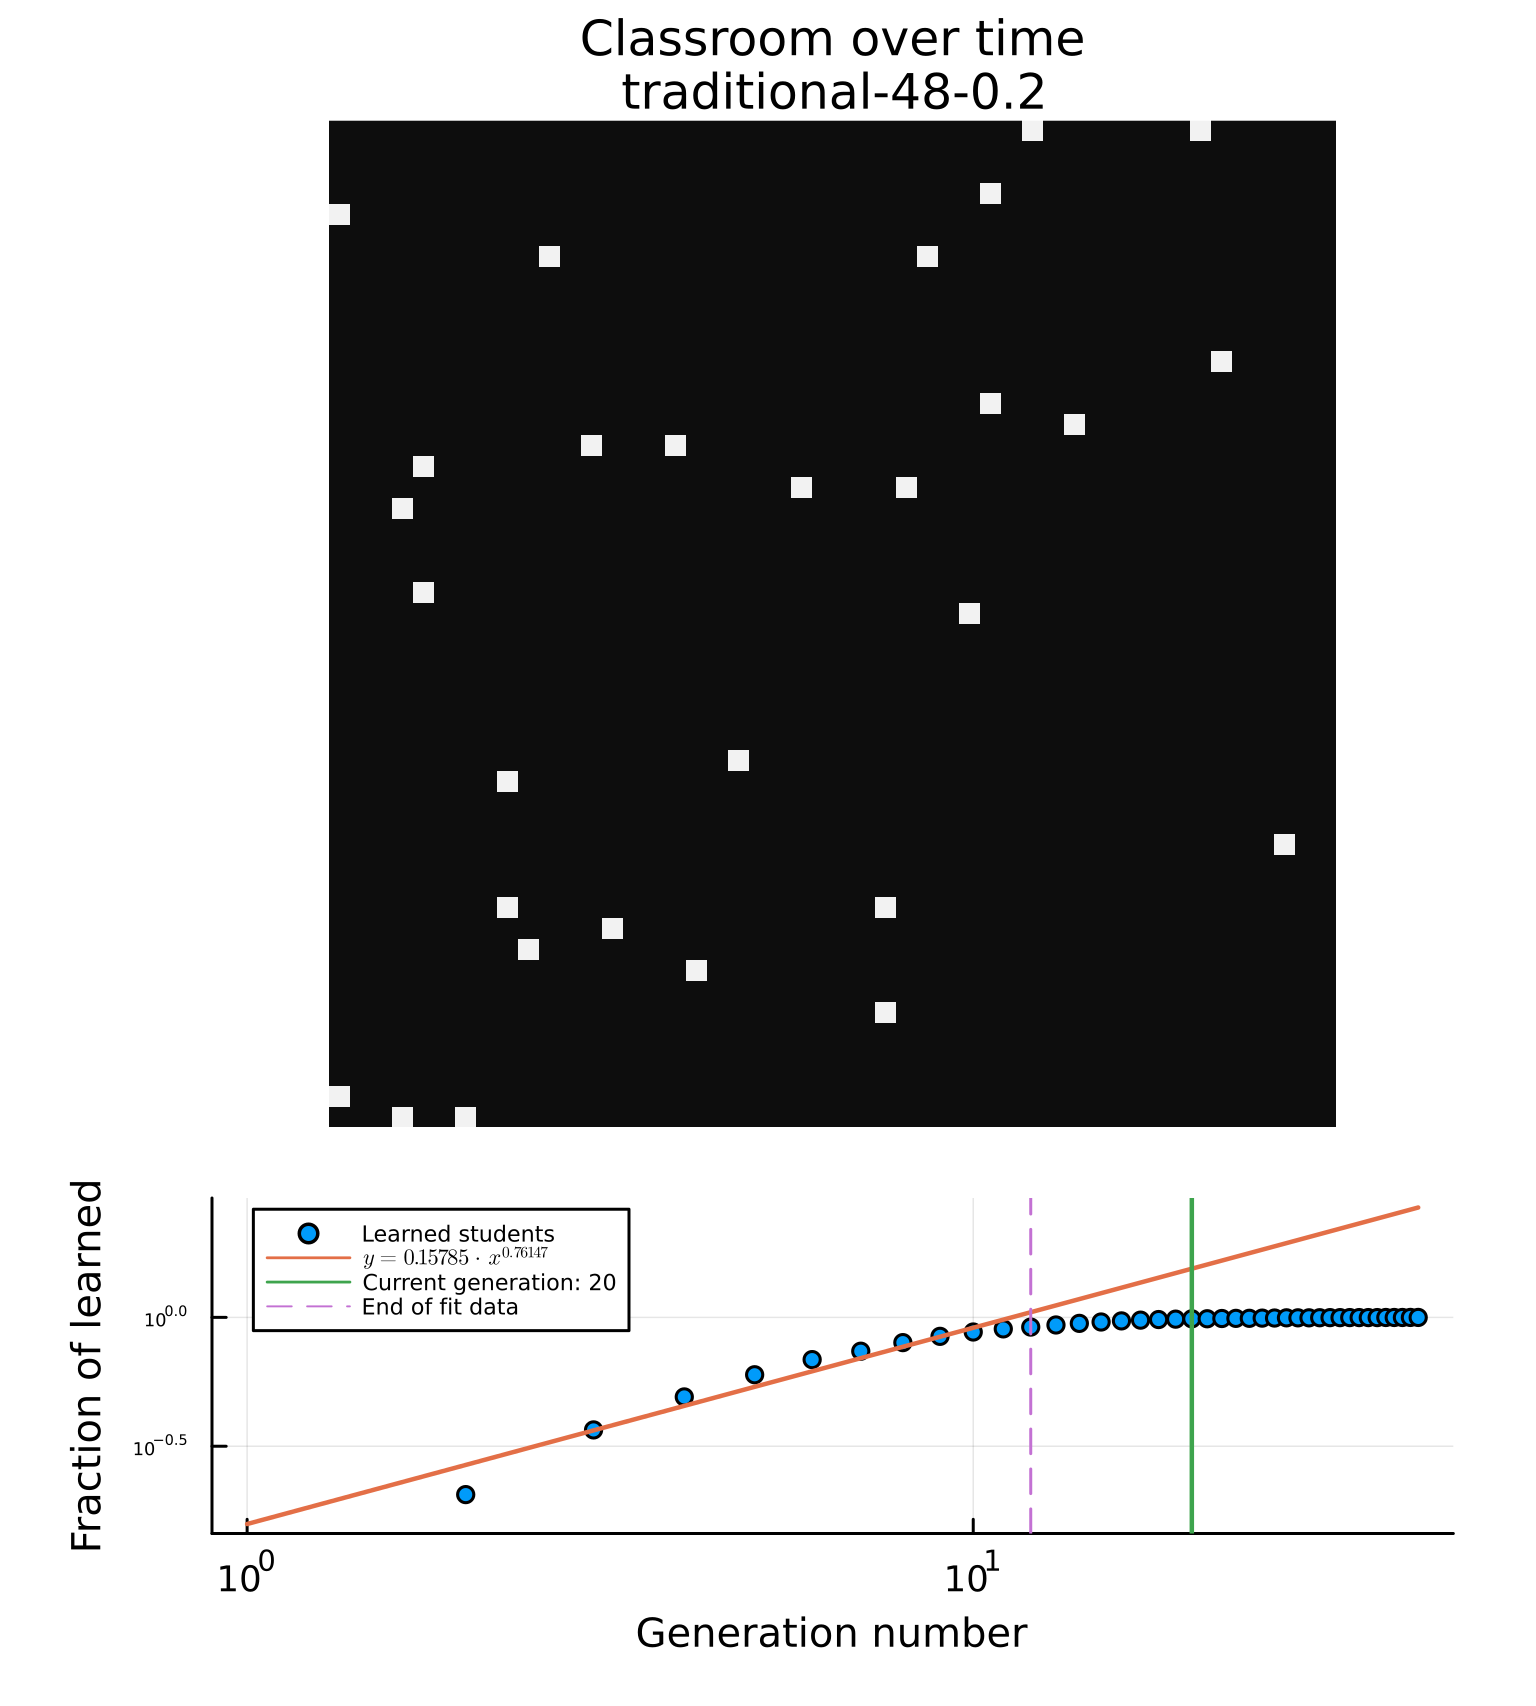 Classroom over time
traditional-48-0.2
Fraction of learned
Learned students
y = 0.15785 · x^0.76147
Current generation: 20
End of fit data
10^0.0
10^−0.5
10^0
10^1
Generation number